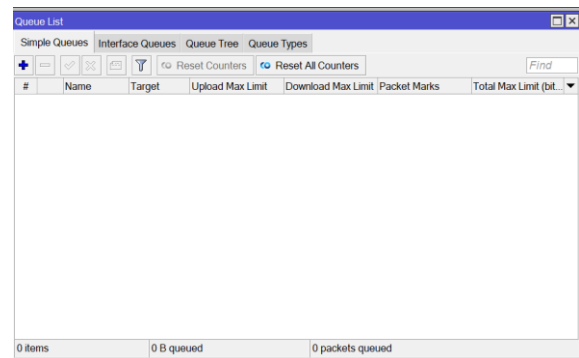 Queue List
Simple Queues Interface Queues Queue Tree Queue Types
Reset Counters Reset All Counters Find
# Name Target Upload Max Limit Download Max Limit Packet Marks Total Max Limit (bit...
0 items 0 B queued 0 packets queued